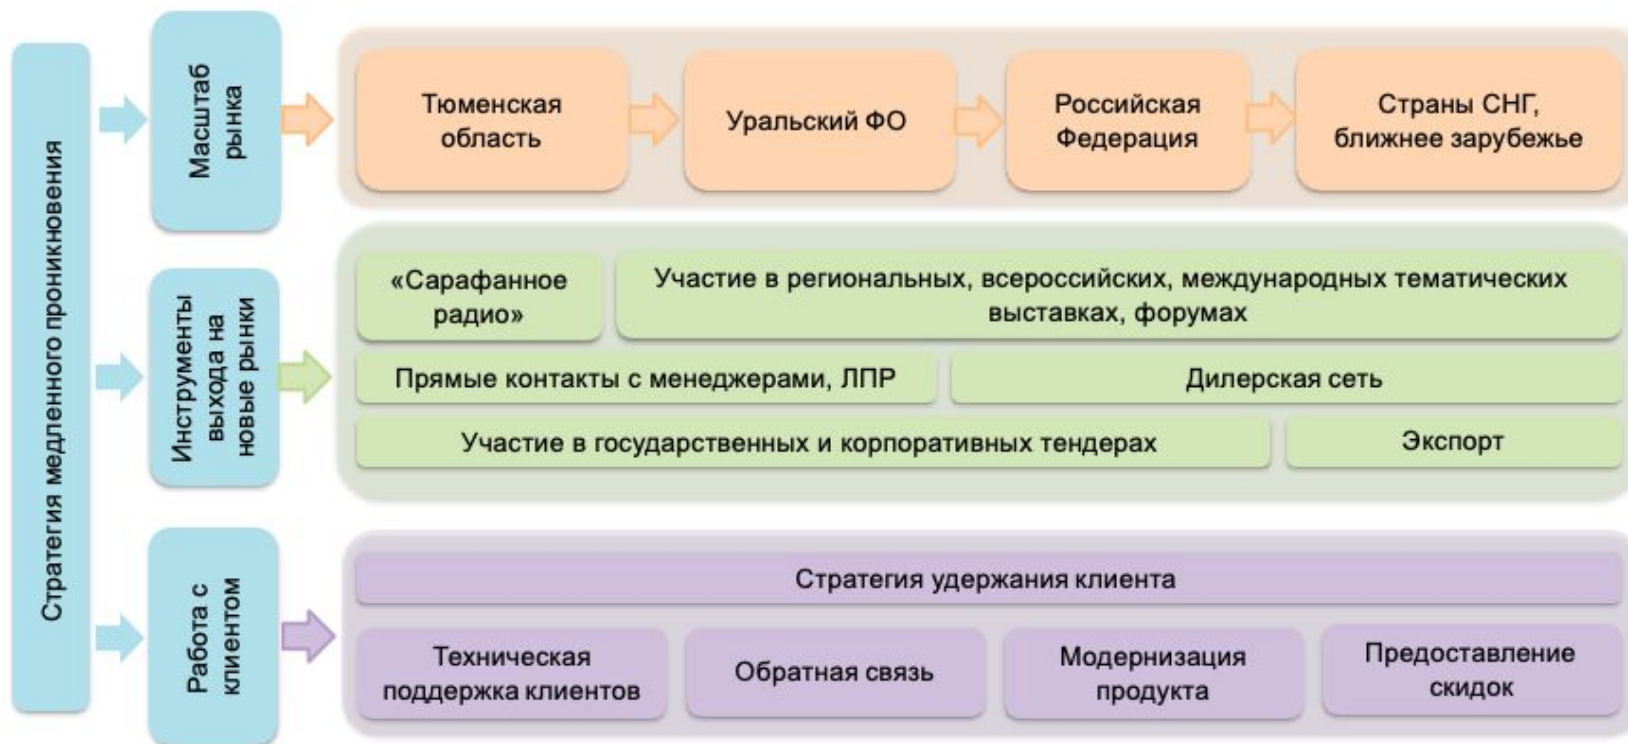 Стратегия медленного проникновения
Масштаб
рынка
Тюменская
область
Уральский ФО
Российская
Федерация
Страны СНГ,
ближнее зарубежье
Инструменты
выхода на
новые рынки
«Сарафанное
радио»
Участие в региональных, всероссийских, международных тематических
выставках, форумах
Прямые контакты с менеджерами, ЛПР
Дилерская сеть
Участие в государственных и корпоративных тендерах
Экспорт
Работа с
клиентом
Стратегия удержания клиента
Техническая
поддержка клиентов
Обратная связь
Модернизация
продукта
Предоставление
скидок